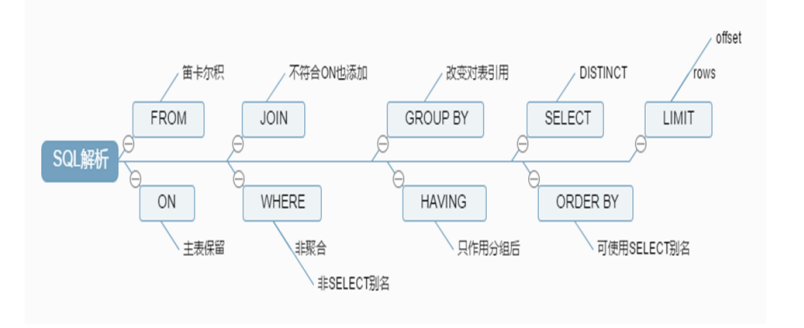 offset
笛卡尔积
不符合ON也添加
改变对表引用
DISTINCT
rows
FROM
JOIN
GROUP BY
SELECT
LIMIT
SQL解析
ON
WHERE
HAVING
ORDER BY
主表保留
非聚合
只作用分组后
可使用SELECT别名
非SELECT别名